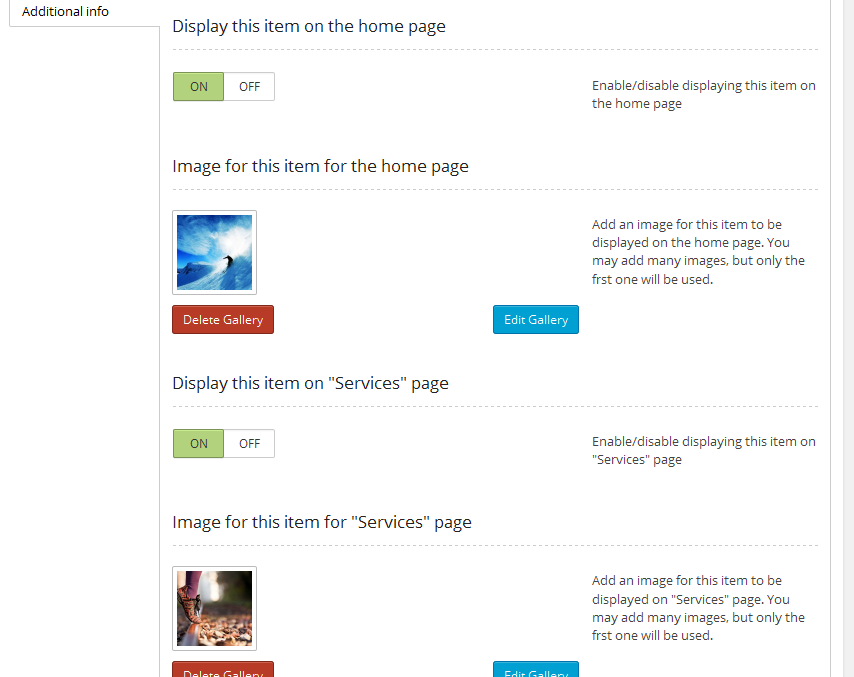 Additional info
Display this item on the home page
ON OFF
Enable/disable displaying this item on
the home page
Image for this item for the home page
Add an image for this item to be
displayed on the home page. You
may add many images, but only the
frst one will be used.
Delete Gallery
Edit Gallery
Display this item on "Services" page
ON OFF
Enable/disable displaying this item on
"Services" page
Image for this item for "Services" page
Add an image for this item to be
displayed on "Services" page. You
may add many images, but only the
frst one will be used.
Delete Gallery
Edit Gallery